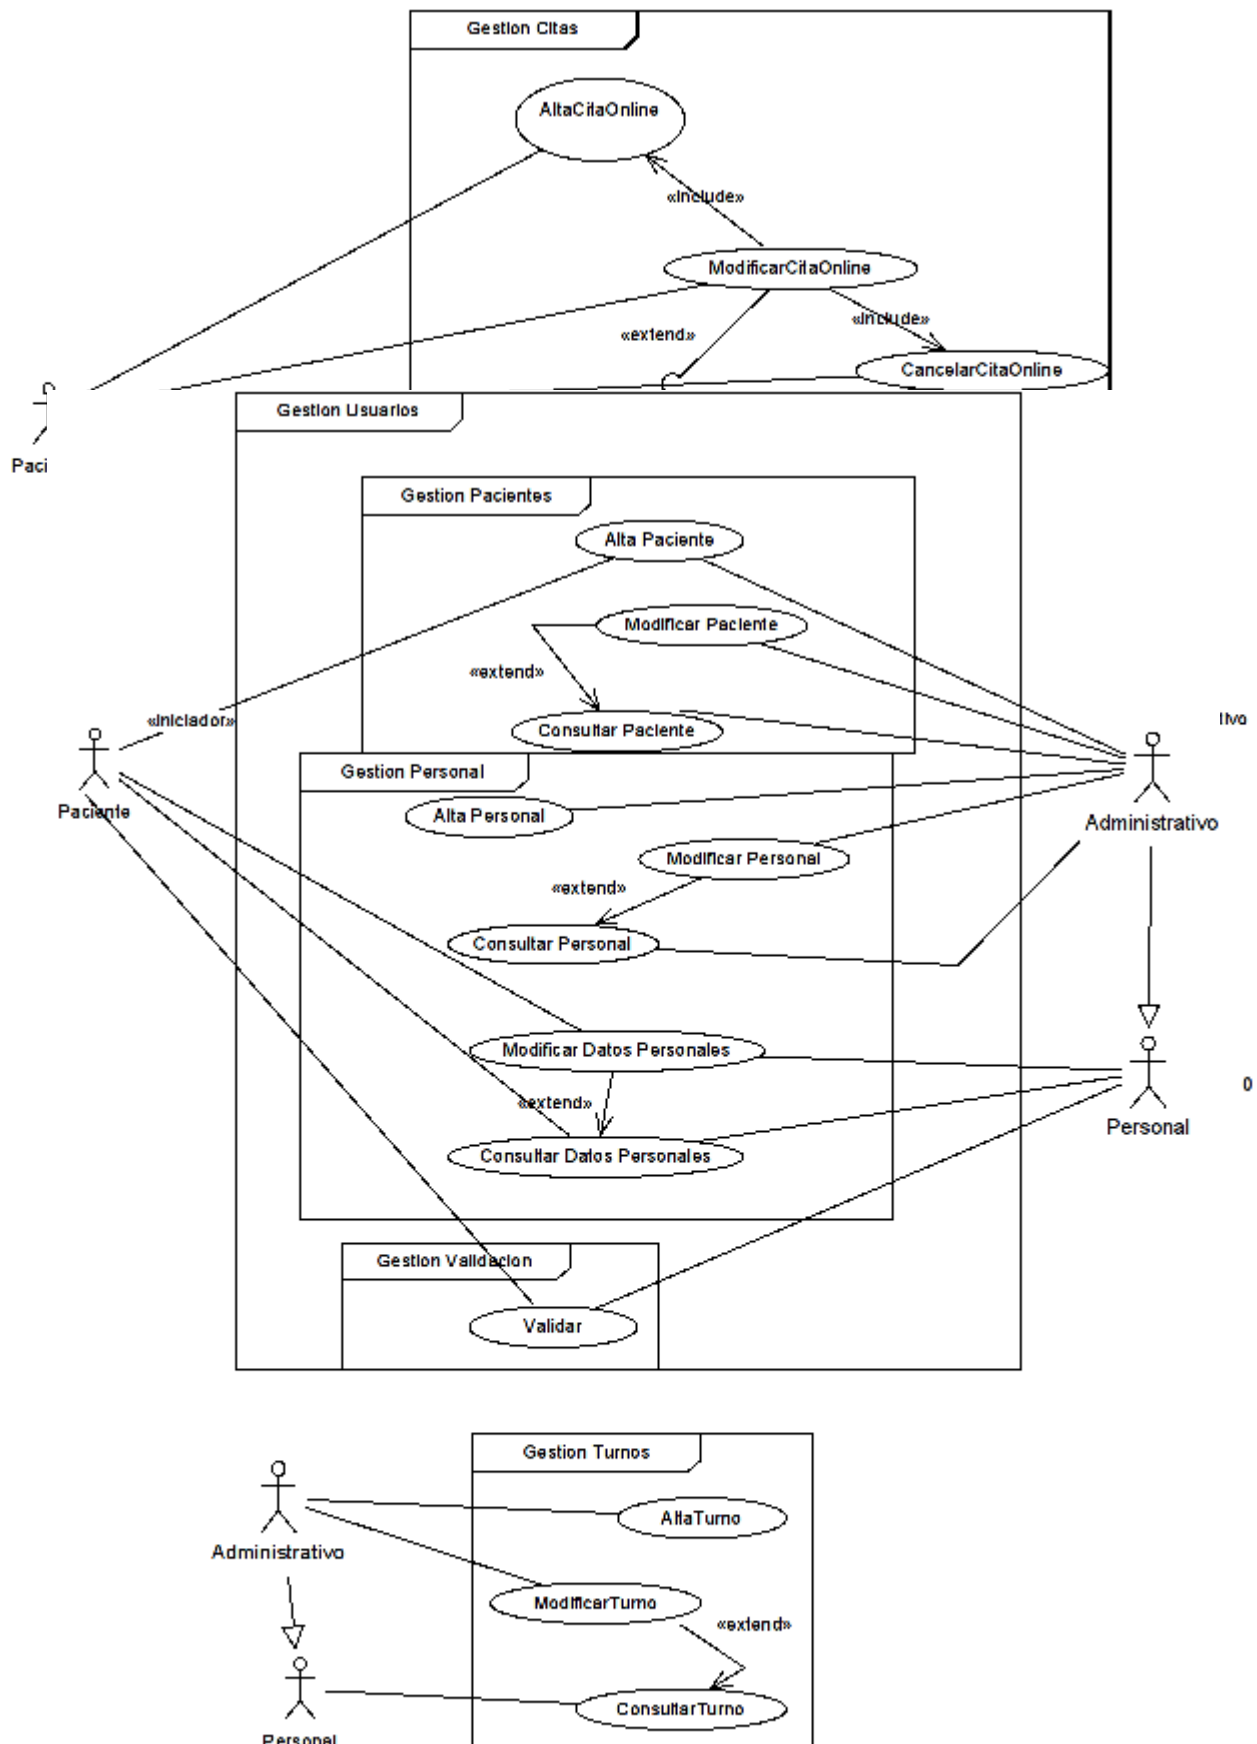 Gestion Citas
AltaCitaOnline
«include»
ModificarCitaOnline
«include»
«extend»
CancelarCitaOnline
Gestion Usuarios
Paci
Gestion Pacientes
Alta Paciente
Modificar Paciente
«extend»
«iniciador»
Consultar Paciente
tivo
Gestion Personal
Paciente
Alta Personal
Administrativo
Modificar Personal
«extend»
Consultar Personal
Modificar Datos Personales
«extend»
Personal
Consultar Datos Personales
Gestion Validacion
Validar
Gestion Turnos
AltaTurno
Administrativo
ModificarTurno
«extend»
ConsultarTurno
Personal